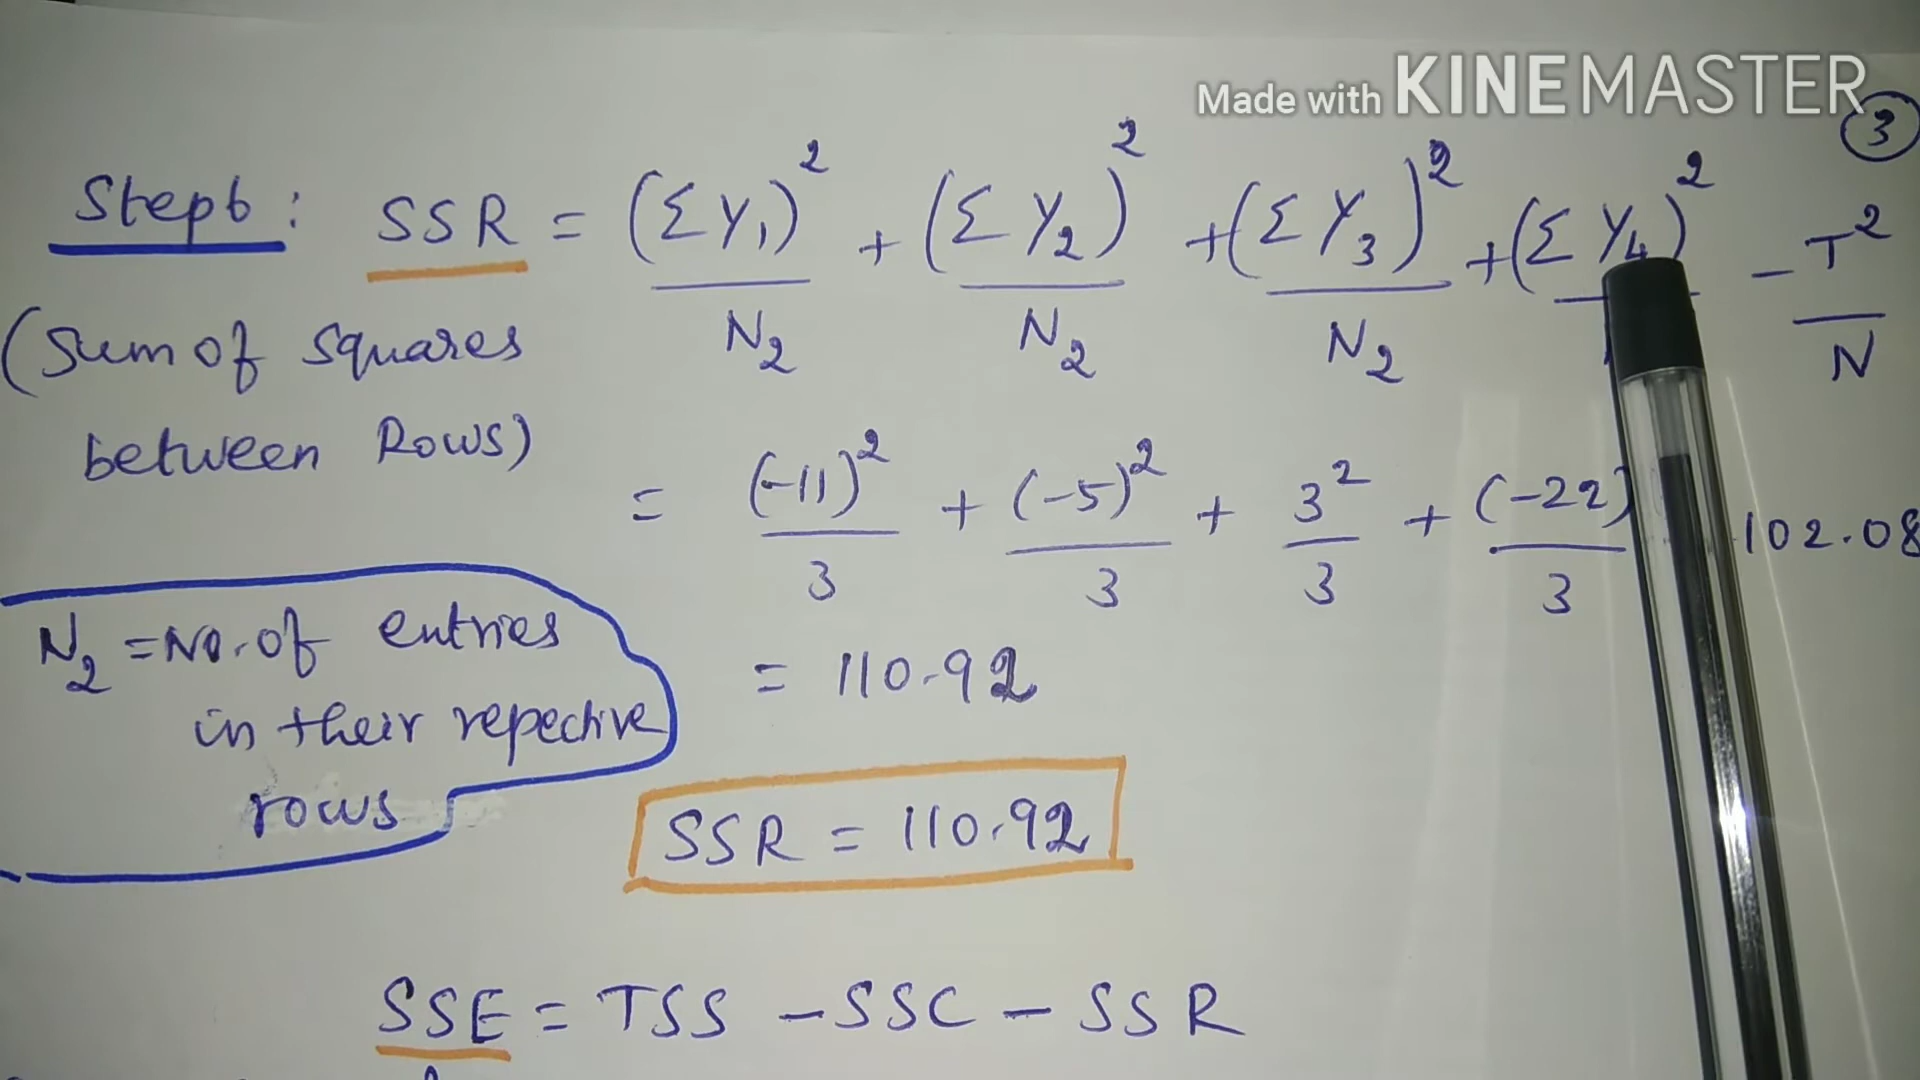 Made with KINEMASTER
3
Step6: SSR = (ΣY₁)²/N₂ + (ΣY₂)²/N₂ + (ΣY₃)²/N₂ + (ΣY₄)² - T²/N
(Sum of Squares
between Rows)
= (-11)²/3 + (-5)²/3 + 3²/3 + (-22)/3 102.08
N₂ = No. of entries
in their repective
rows
= 110.92
SSR = 110.92
SSE = TSS - SSC - SSR